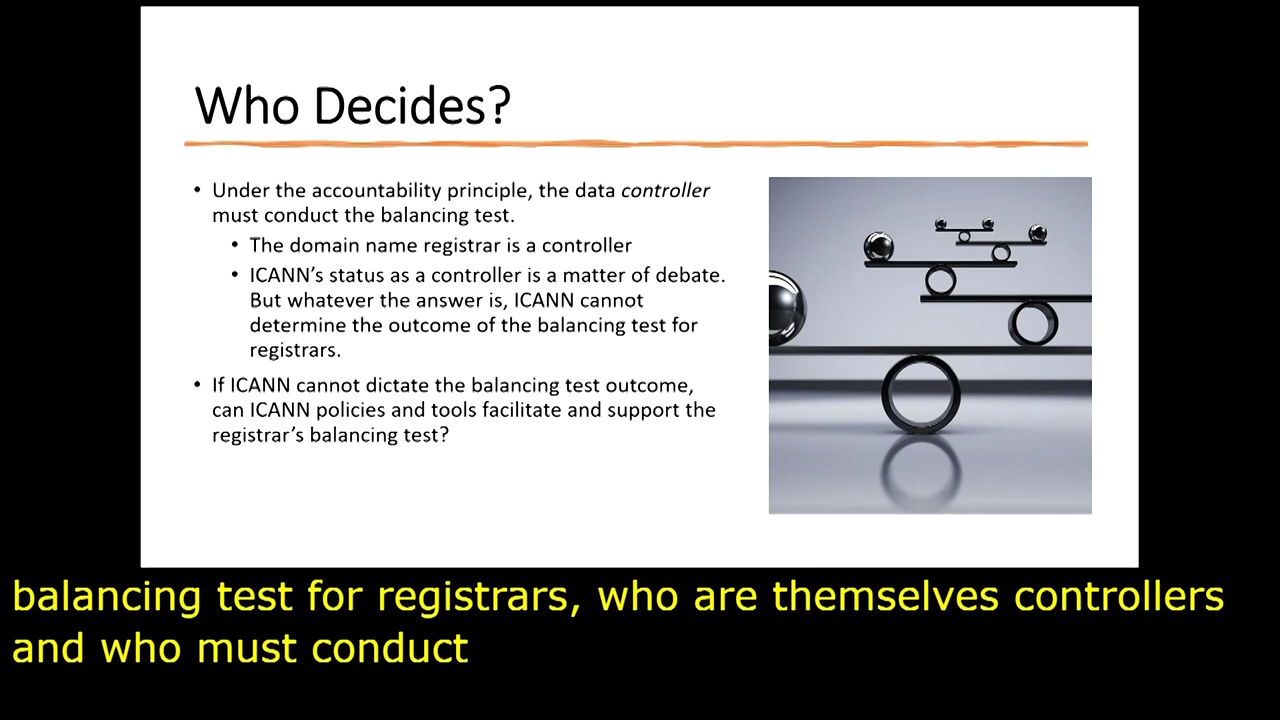 Who Decides?
• Under the accountability principle, the data controller
must conduct the balancing test.
• The domain name registrar is a controller
• ICANN’s status as a controller is a matter of debate.
But whatever the answer is, ICANN cannot
determine the outcome of the balancing test for
registrars.
• If ICANN cannot dictate the balancing test outcome,
can ICANN policies and tools facilitate and support the
registrar’s balancing test?
balancing test for registrars, who are themselves controllers
and who must conduct